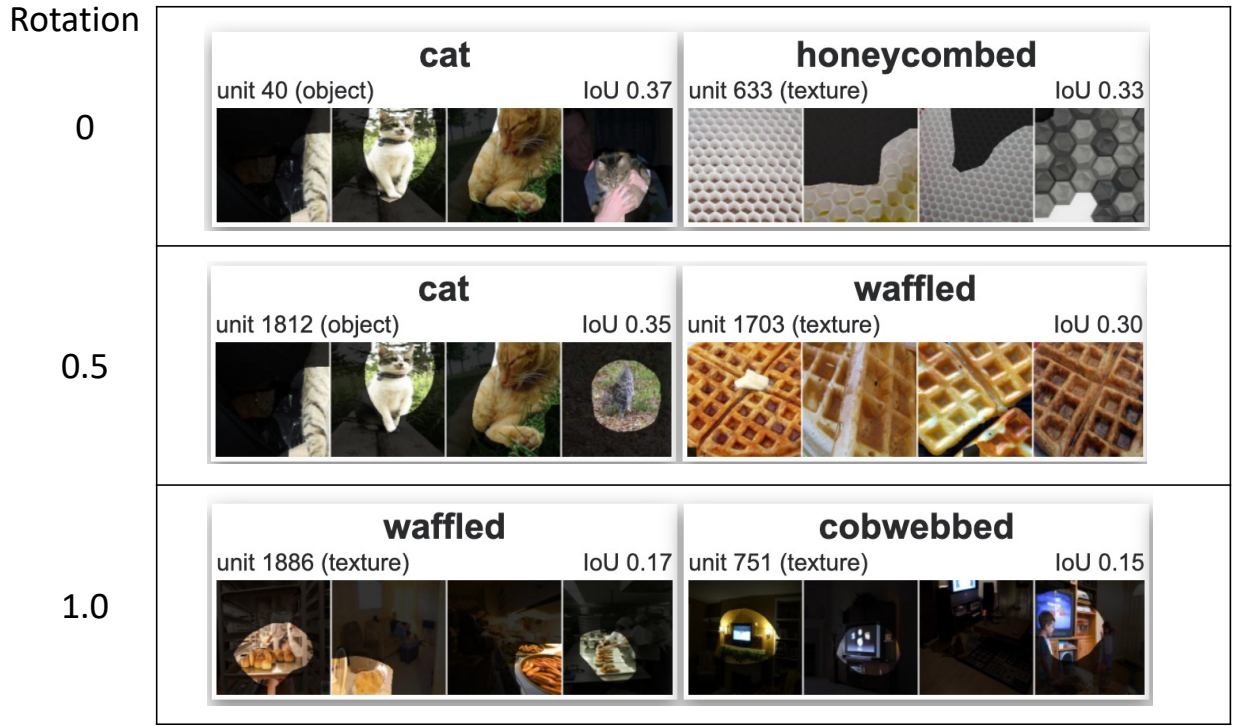 Rotation
cat honeycombed
unit 40 (object) IoU 0.37 unit 633 (texture) IoU 0.33
0
cat waffled
unit 1812 (object) IoU 0.35 unit 1703 (texture) IoU 0.30
0.5
waffled cobwebbed
unit 1886 (texture) IoU 0.17 unit 751 (texture) IoU 0.15
1.0